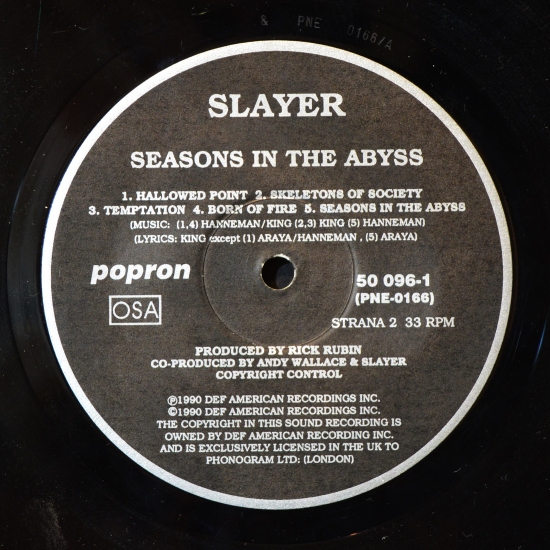 & PNE 0166/A
SLAYER
SEASONS IN THE ABYSS
1. HALLOWED POINT 2. SKELETONS OF SOCIETY
3. TEMPTATION 4. BORN OF FIRE 5. SEASONS IN THE ABYSS
(MUSIC: (1,4) HANNEMAN/KING (2,3) KING (5) HANNEMAN)
(LYRICS: KING except (1) ARAYA/HANNEMAN , (5) ARAYA)
popron
50 096-1
(PNE-0166)
OSA
STRANA 2 33 RPM
PRODUCED BY RICK RUBIN
CO-PRODUCED BY ANDY WALLACE & SLAYER
COPYRIGHT CONTROL
℗1990 DEF AMERICAN RECORDINGS INC.
©1990 DEF AMERICAN RECORDINGS INC.
THE COPYRIGHT IN THIS SOUND RECORDING IS
OWNED BY DEF AMERICAN RECORDING INC.
AND IS EXCLUSIVELY LICENSED IN THE UK TO
PHONOGRAM LTD: (LONDON)